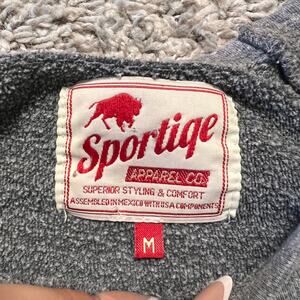 Sportiqe
APPAREL CO.
SUPERIOR STYLING & COMFORT
ASSEMBLED IN MEXICO WITH USA COMPONENTS
M